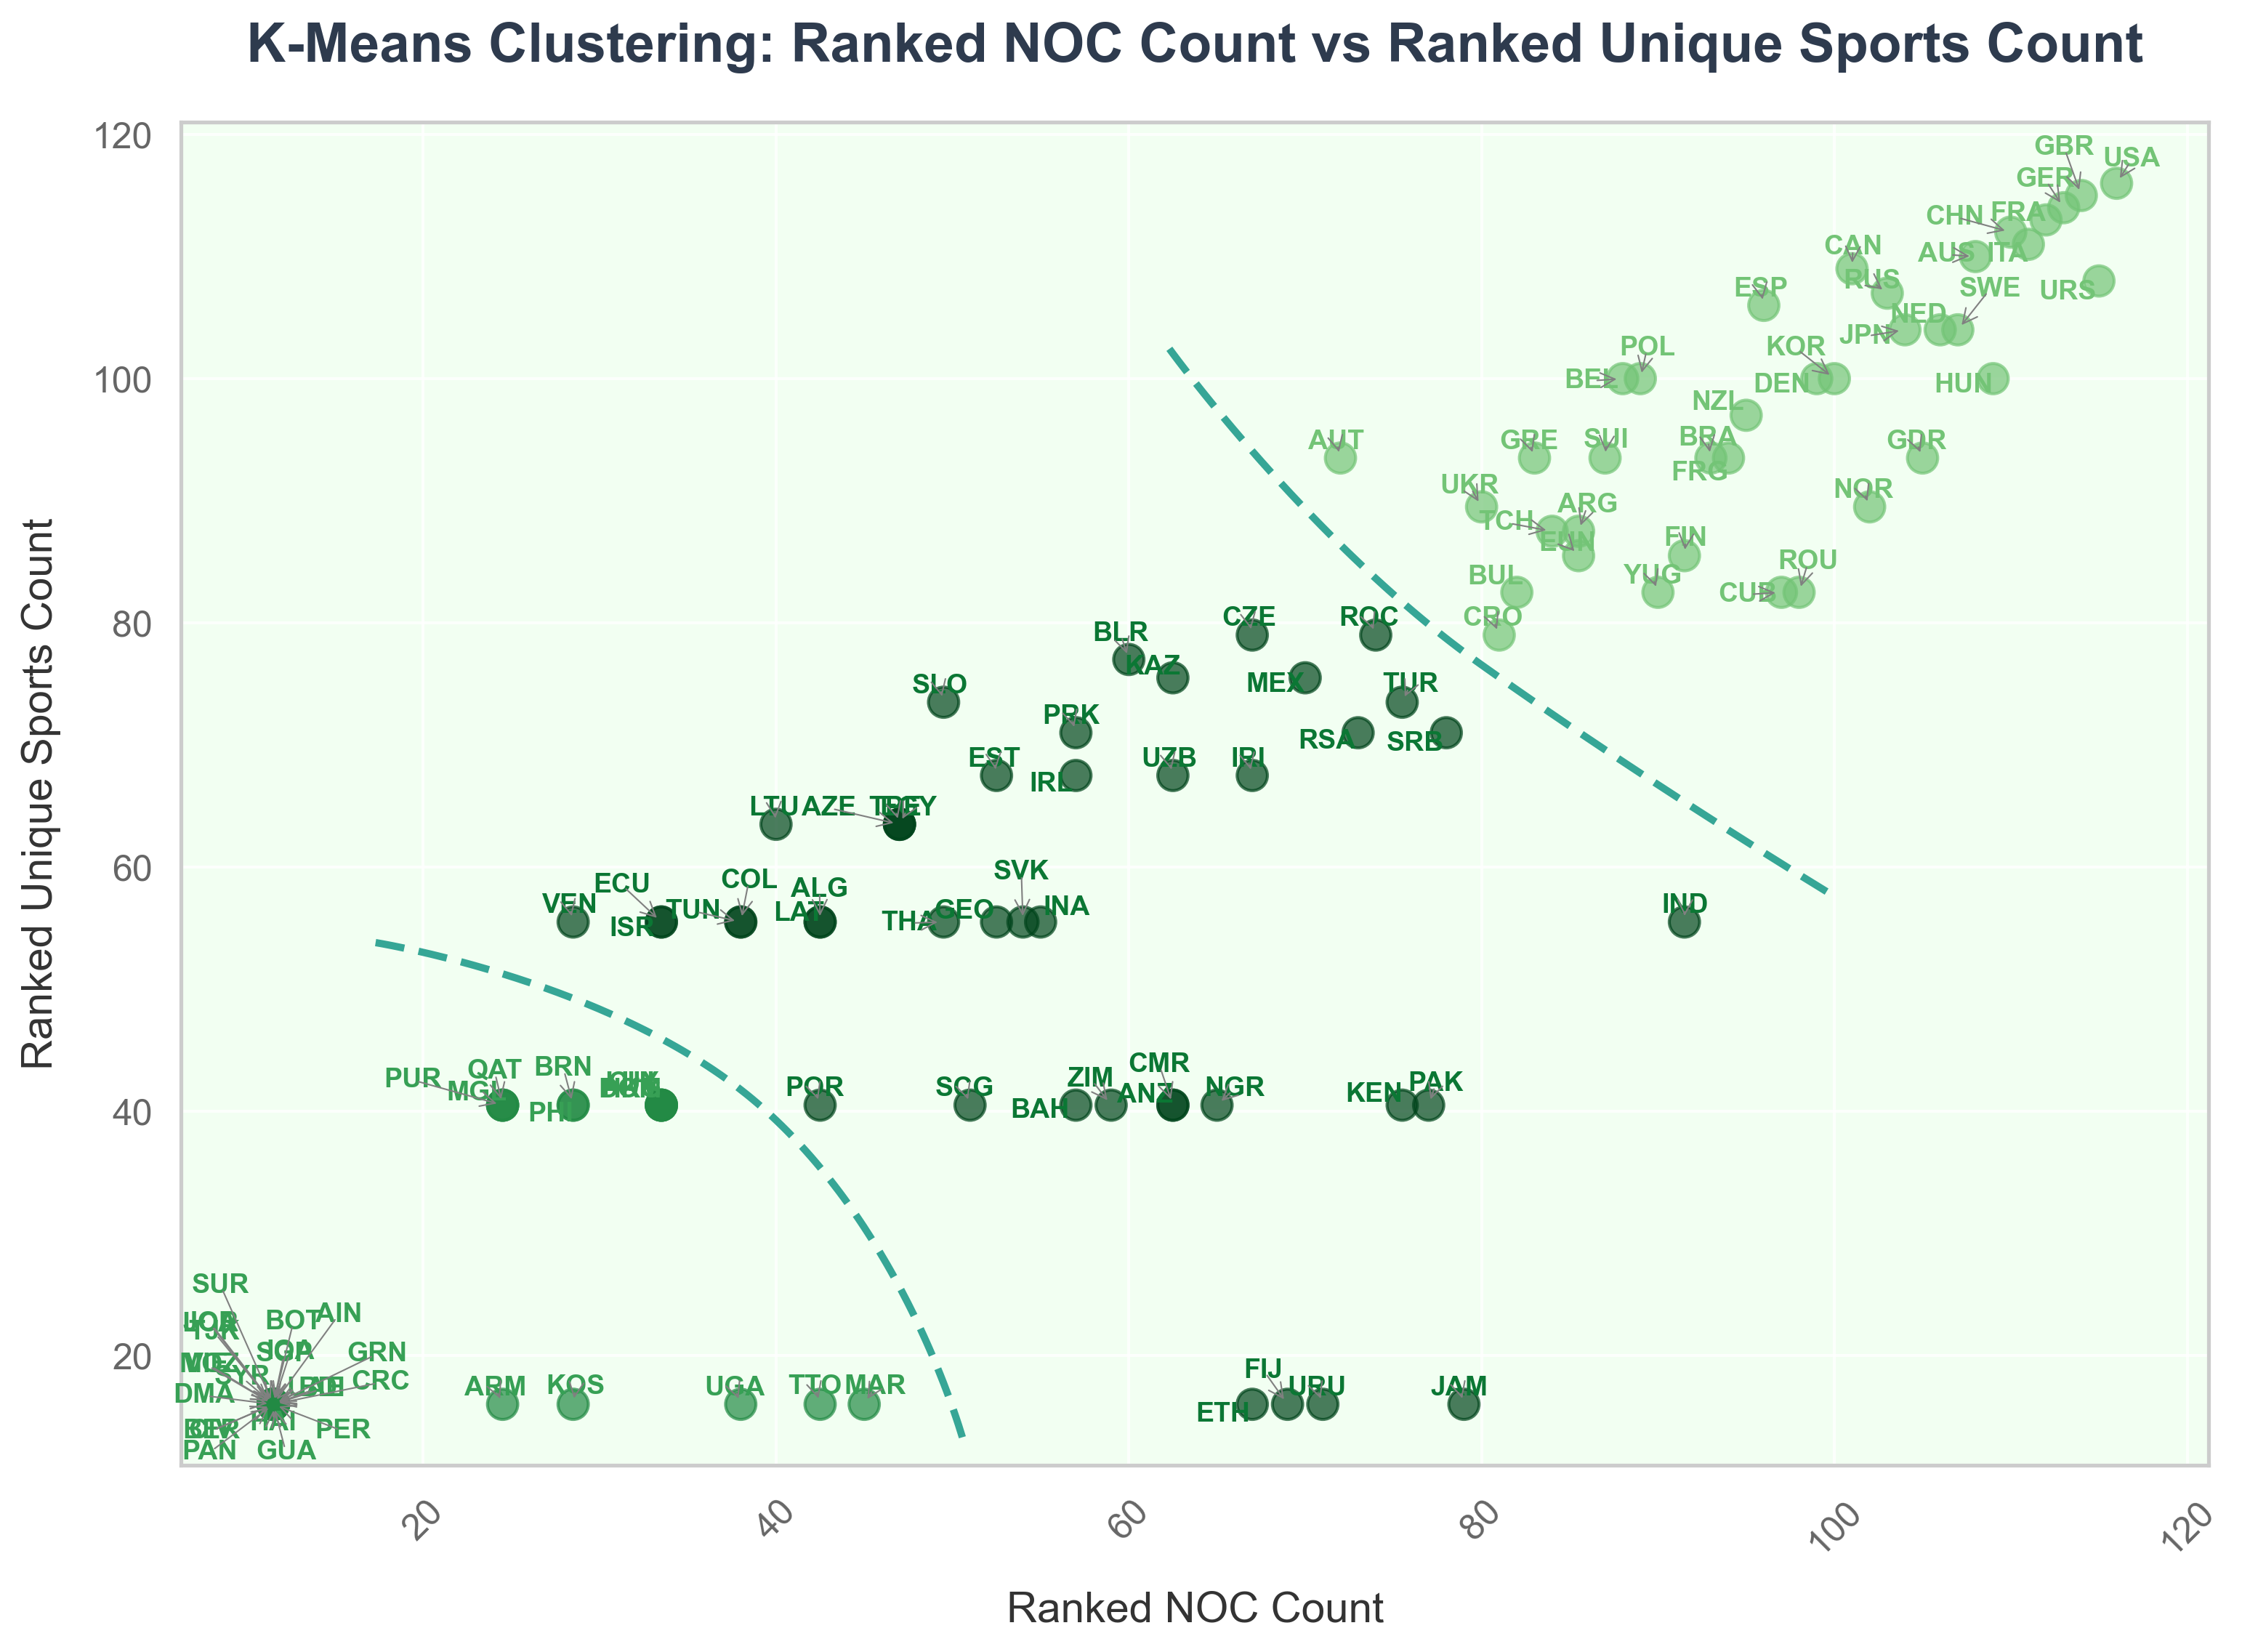 K-Means Clustering: Ranked NOC Count vs Ranked Unique Sports Count
120
100
80
60
40
20
Ranked Unique Sports Count
GBR
USA
GER
CHN
FRA
CAN
AUS
ITA
RUS
ESP
SWE
URS
NED
JPN
POL
KOR
BEL
DEN
HUN
NZL
AUT
GRE
SUI
BRA
GDR
FRG
UKR
NOR
ARG
TCH
FIN
BUL
YUG
ROU
CUB
CRO
CZE
ROC
BLR
KAZ
MEX
TUR
SLO
PRK
RSA
SRB
EST
UZB
IRI
IRL
LTU
AZE
SVK
ECU
COL
ALG
VEN
TUN
LAT
THA
GEO
INA
IND
ISR
CMR
QAT
BRN
PUR
MGL
PHI
POR
SCG
ZIM
BAH
ANZ
NGR
KEN
PAK
SUR
BOT
AIN
TJK
GRN
SYR
CRC
DMA
HAI
PER
PAN
GUA
ARM
KOS
UGA
TTO
MAR
FIJ
URU
ETH
JAM
20
40
60
80
100
120
Ranked NOC Count